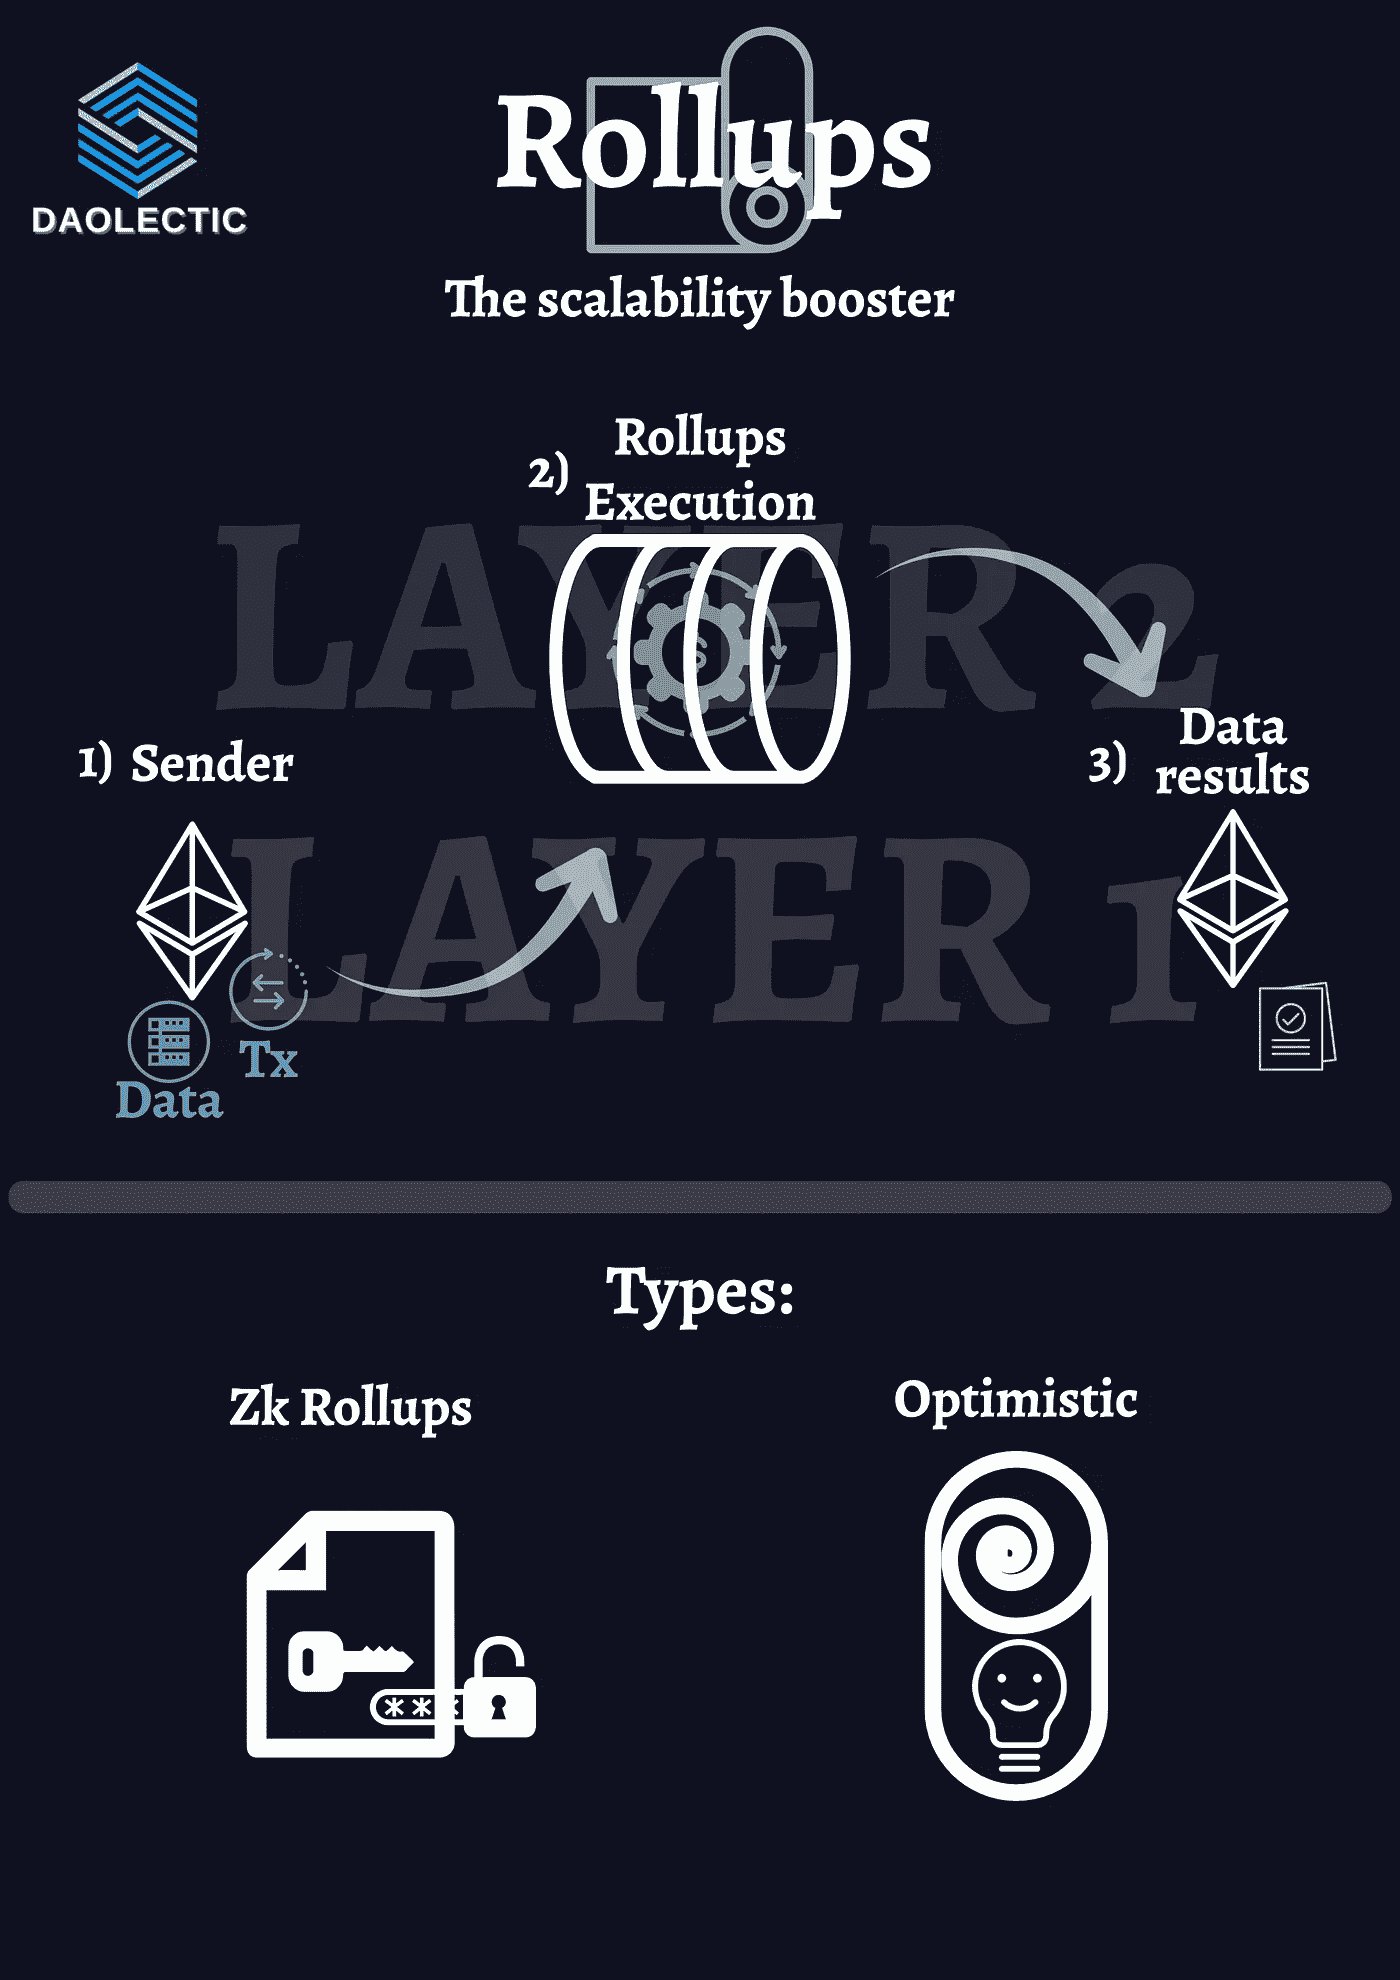 DAOLECTIC
Rollups
The scalability booster
2) Rollups
Execution
LAYER 2
1) Sender
3) Data
results
LAYER 1
Tx
Data
Types:
Zk Rollups
Optimistic
***